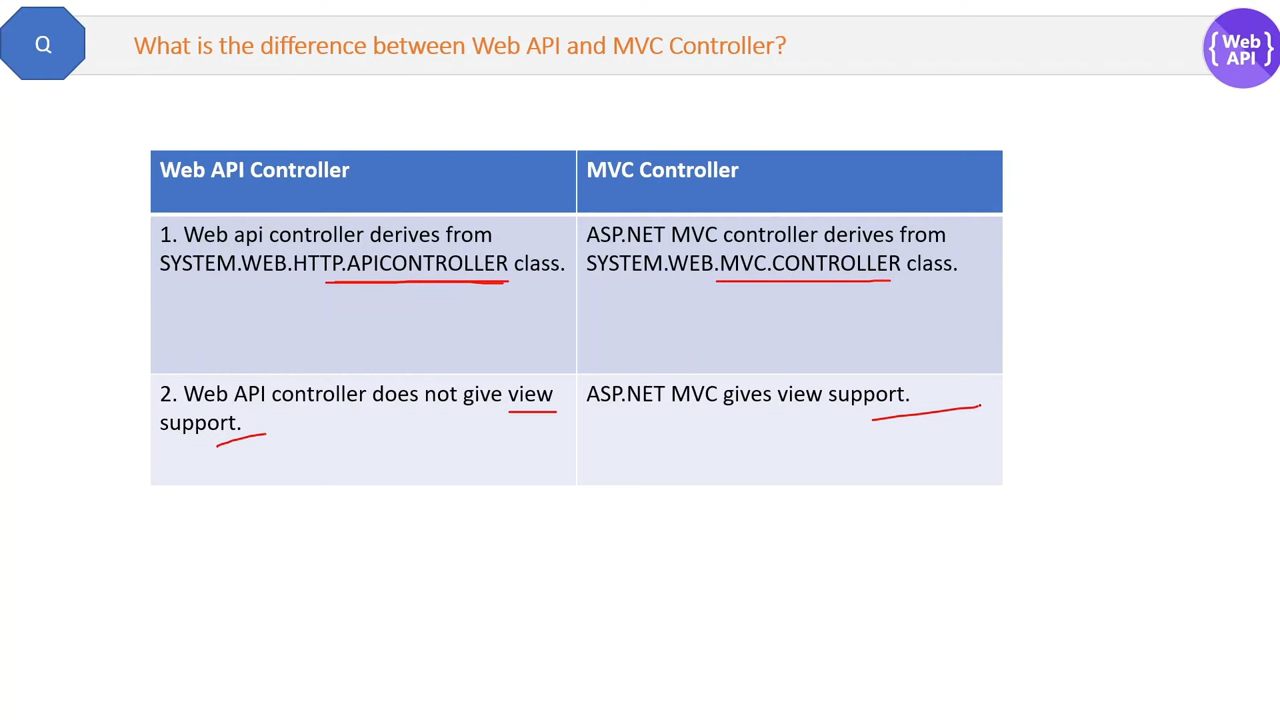 Q
What is the difference between Web API and MVC Controller?
{Web
API}
Web API Controller
MVC Controller
1. Web api controller derives from
SYSTEM.WEB.HTTP.APICONTROLLER class.
ASP.NET MVC controller derives from
SYSTEM.WEB.MVC.CONTROLLER class.
2. Web API controller does not give view
support.
ASP.NET MVC gives view support.